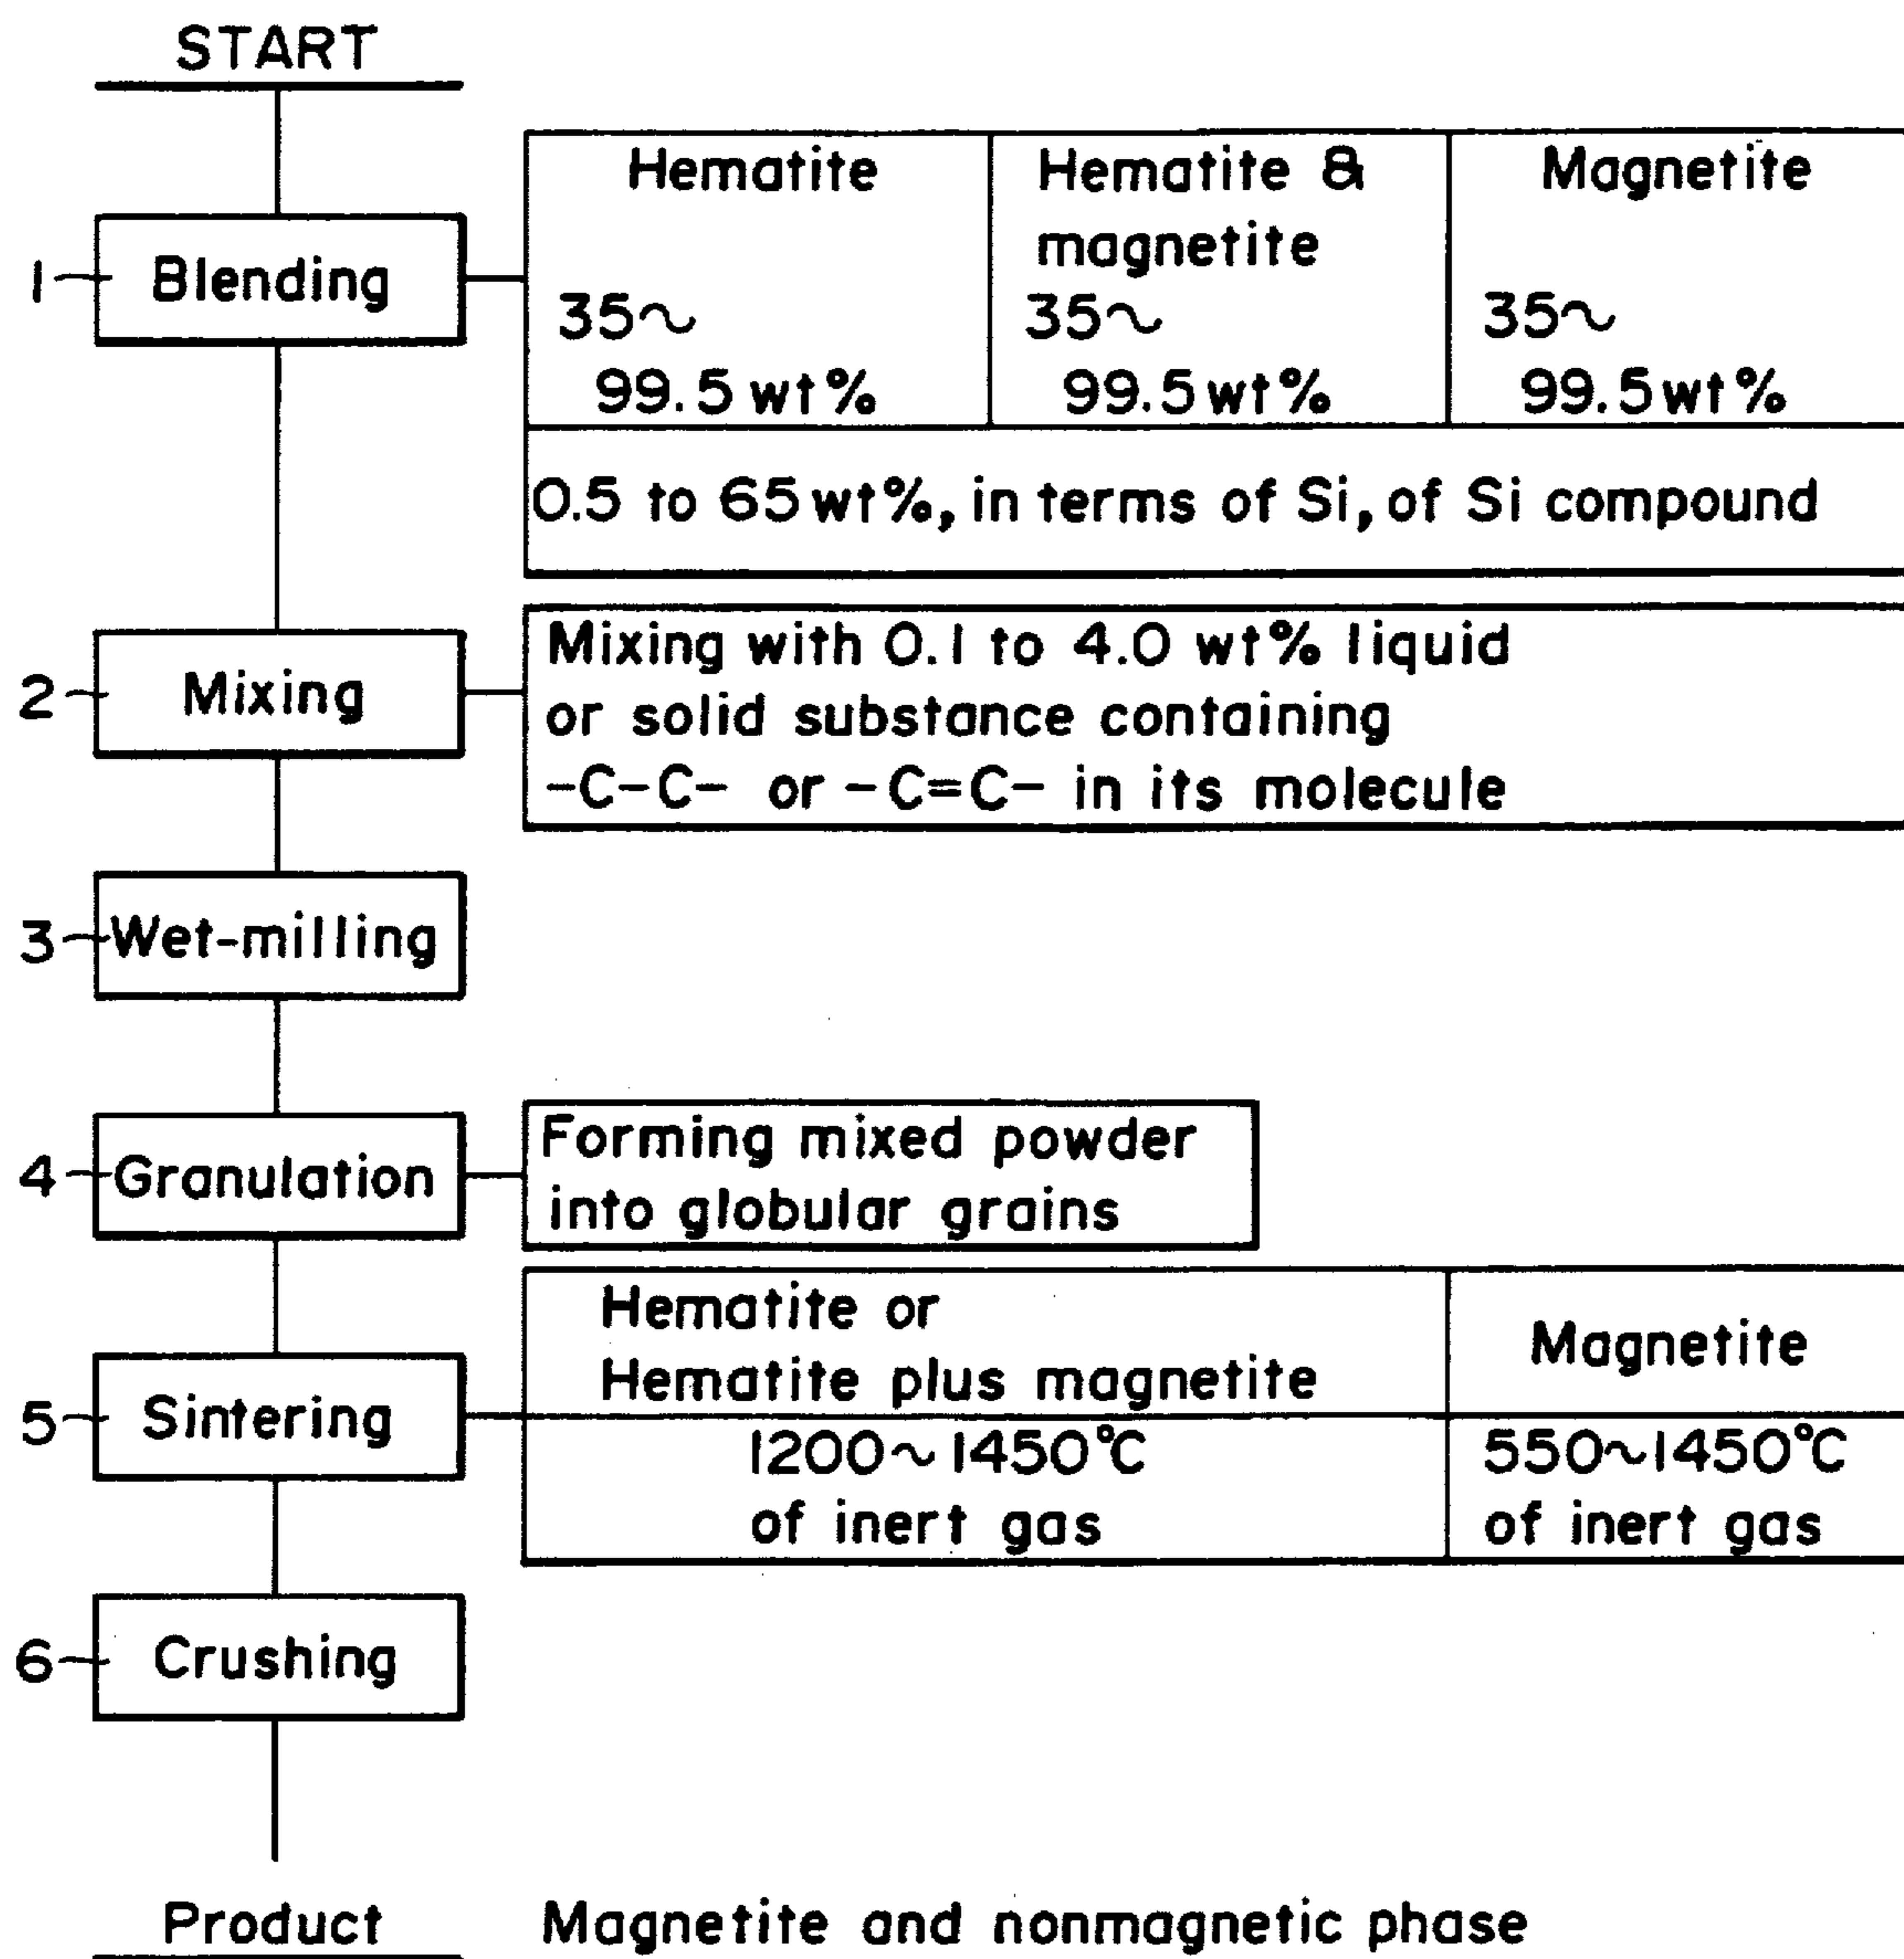 START
1
Blending
Hematite
35~
99.5 wt%
Hematite &
magnetite
35~
99.5 wt%
Magnetite
35~
99.5 wt%
0.5 to 65 wt%, in terms of Si, of Si compound
2
Mixing
Mixing with 0.1 to 4.0 wt% liquid
or solid substance containing
-C-C- or -C=C- in its molecule
3
Wet-milling
4
Granulation
Forming mixed powder
into globular grains
5
Sintering
Hematite or
Hematite plus magnetite
Magnetite
1200~1450°C
of inert gas
550~1450°C
of inert gas
6
Crushing
Product
Magnetite and nonmagnetic phase